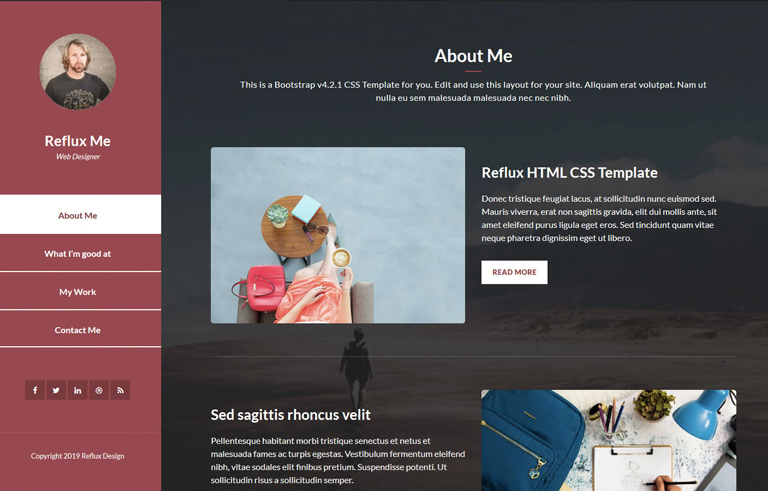 Reflux Me
Web Designer
About Me
What I'm good at
My Work
Contact Me
Copyright 2019 Reflux Design
About Me
This is a Bootstrap v4.2.1 CSS Template for you. Edit and use this layout for your site. Aliquam erat volutpat. Nam ut
nulla eu sem malesuada malesuada nec nec nibh.
Reflux HTML CSS Template
Donec tristique feugiat lacus, at sollicitudin nunc euismod sed.
Mauris viverra, erat non sagittis gravida, elit dui mollis ante, sit
amet eleifend purus ligula eget eros. Sed tincidunt quam vitae
neque pharetra dignissim eget ut libero.
READ MORE
Sed sagittis rhoncus velit
Pellentesque habitant morbi tristique senectus et netus et
malesuada fames ac turpis egestas. Vestibulum fermentum eleifend
nibh, vitae sodales elit finibus pretium. Suspendisse potenti. Ut
sollicitudin risus a sollicitudin semper.